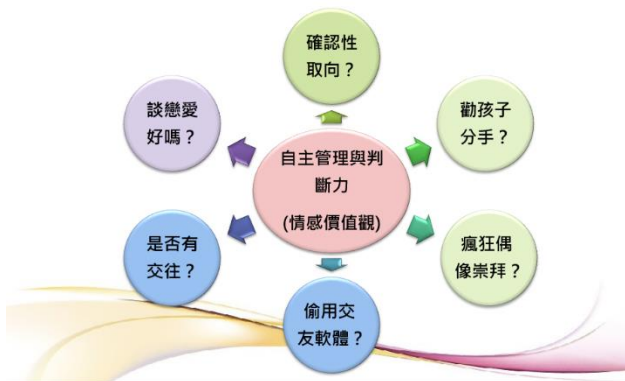 確認性
取向？
勸孩子
分手？
瘋狂偶
像崇拜？
偷用交
友軟體？
是否有
交往？
談戀愛
好嗎？
自主管理與判
斷力
(情感價值觀)